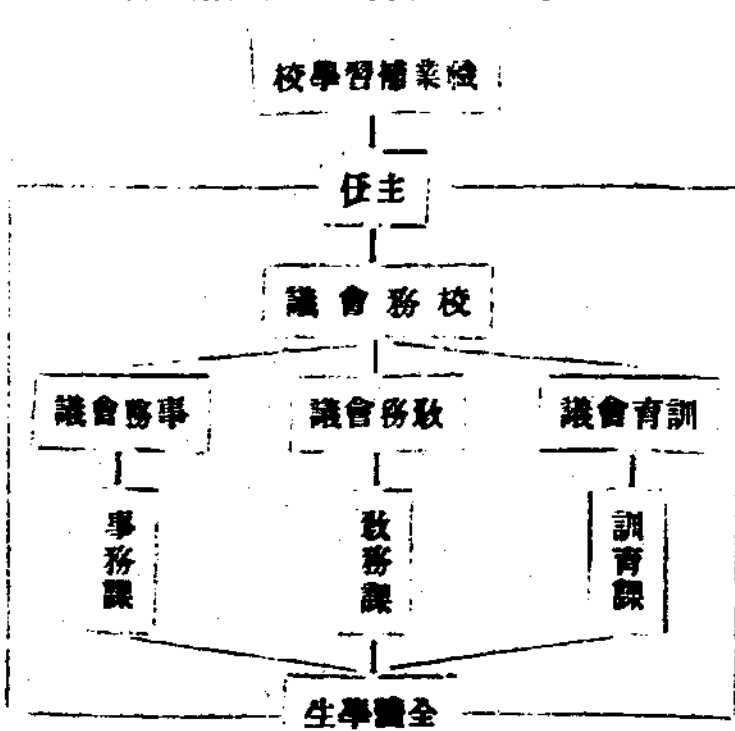 職業補習學校
主任
校務會議
訓育會議
教務會議
事務會議
訓育課
教務課
事務課
全體學生